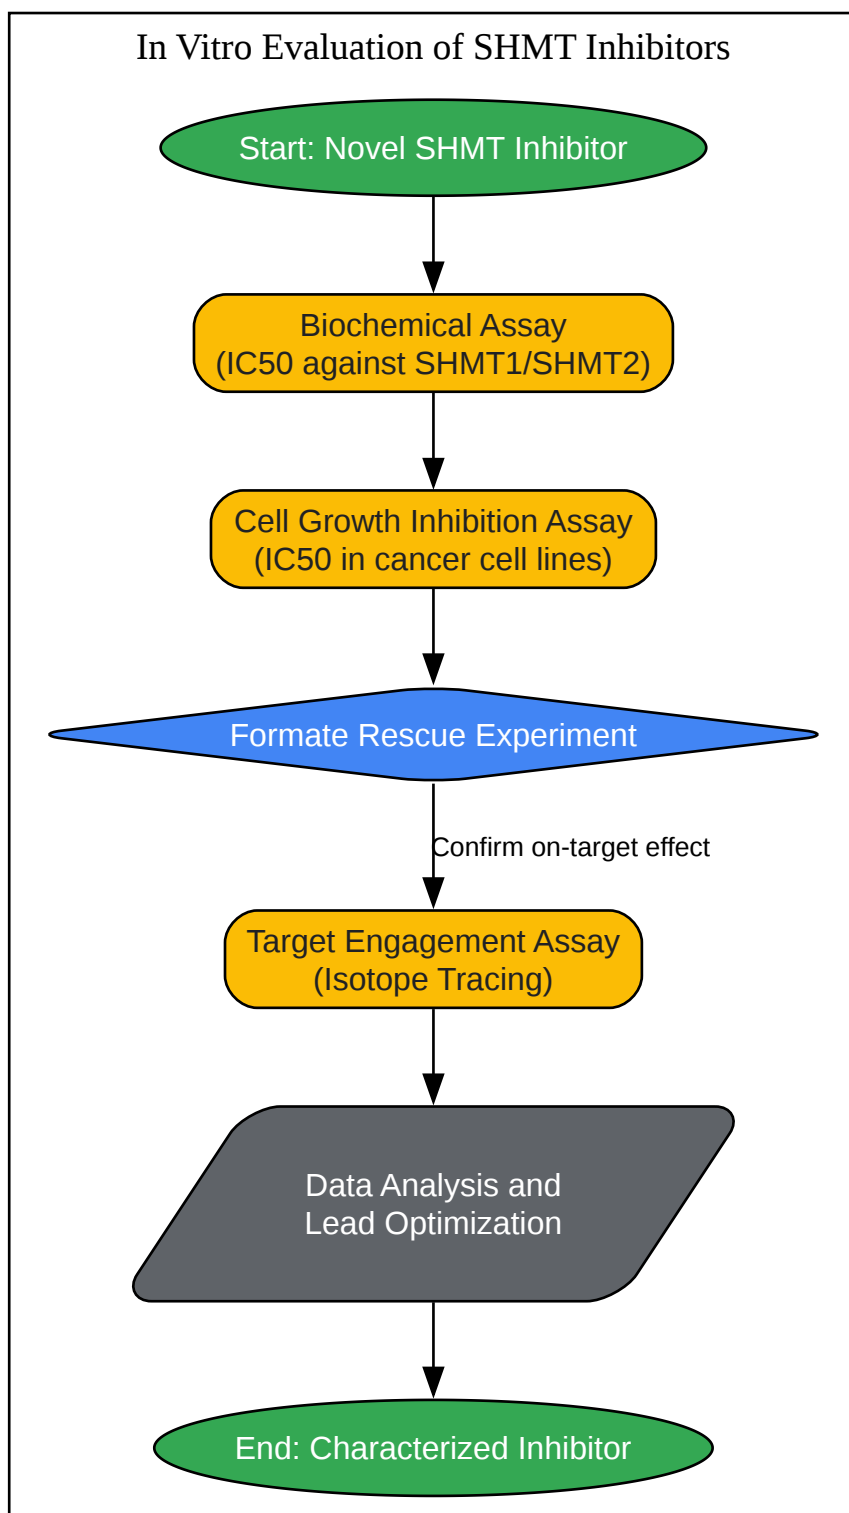 In Vitro Evaluation of SHMT Inhibitors
Start: Novel SHMT Inhibitor
Biochemical Assay
(IC50 against SHMT1/SHMT2)
Cell Growth Inhibition Assay
(IC50 in cancer cell lines)
Formate Rescue Experiment
Confirm on-target effect
Target Engagement Assay
(Isotope Tracing)
Data Analysis and
Lead Optimization
End: Characterized Inhibitor